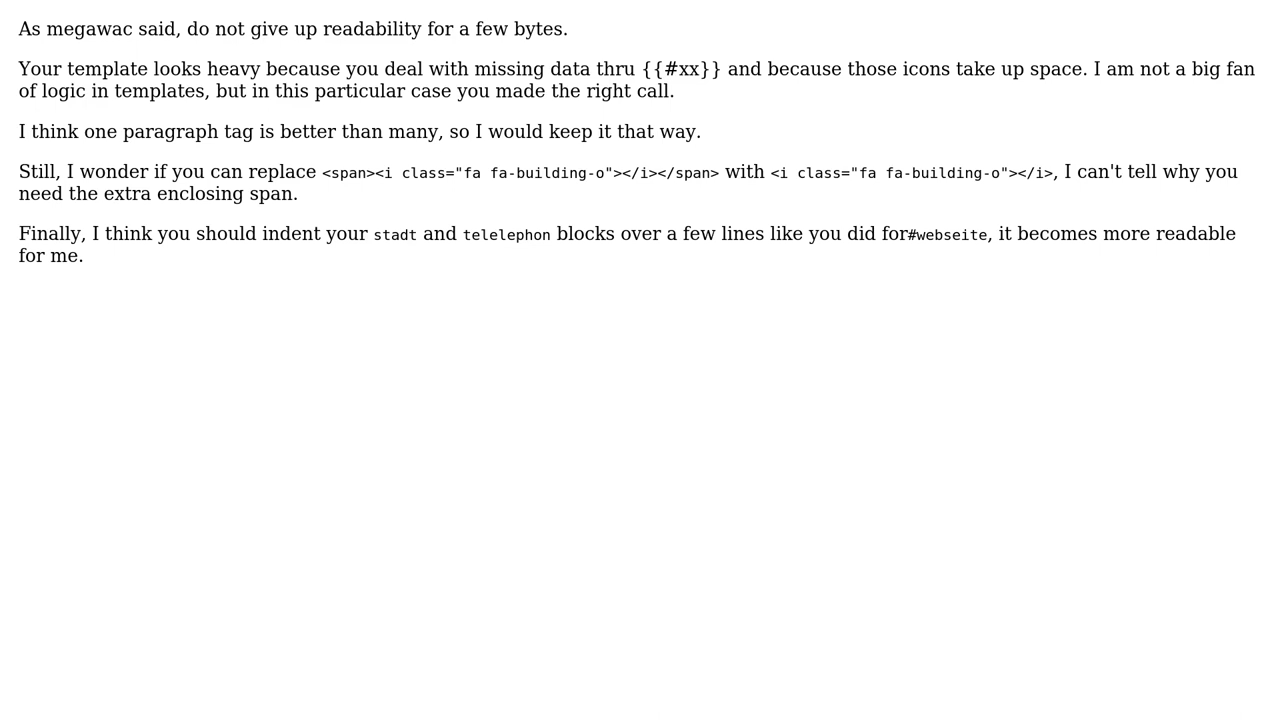 As megawac said, do not give up readability for a few bytes.
Your template looks heavy because you deal with missing data thru {{#xx}} and because those icons take up space. I am not a big fan
of logic in templates, but in this particular case you made the right call.
I think one paragraph tag is better than many, so I would keep it that way.
Still, I wonder if you can replace <span><i class="fa fa-building-o"></i></span> with <i class="fa fa-building-o"></i>, I can't tell why you
need the extra enclosing span.
Finally, I think you should indent your stadt and telelephon blocks over a few lines like you did for#webseite, it becomes more readable
for me.